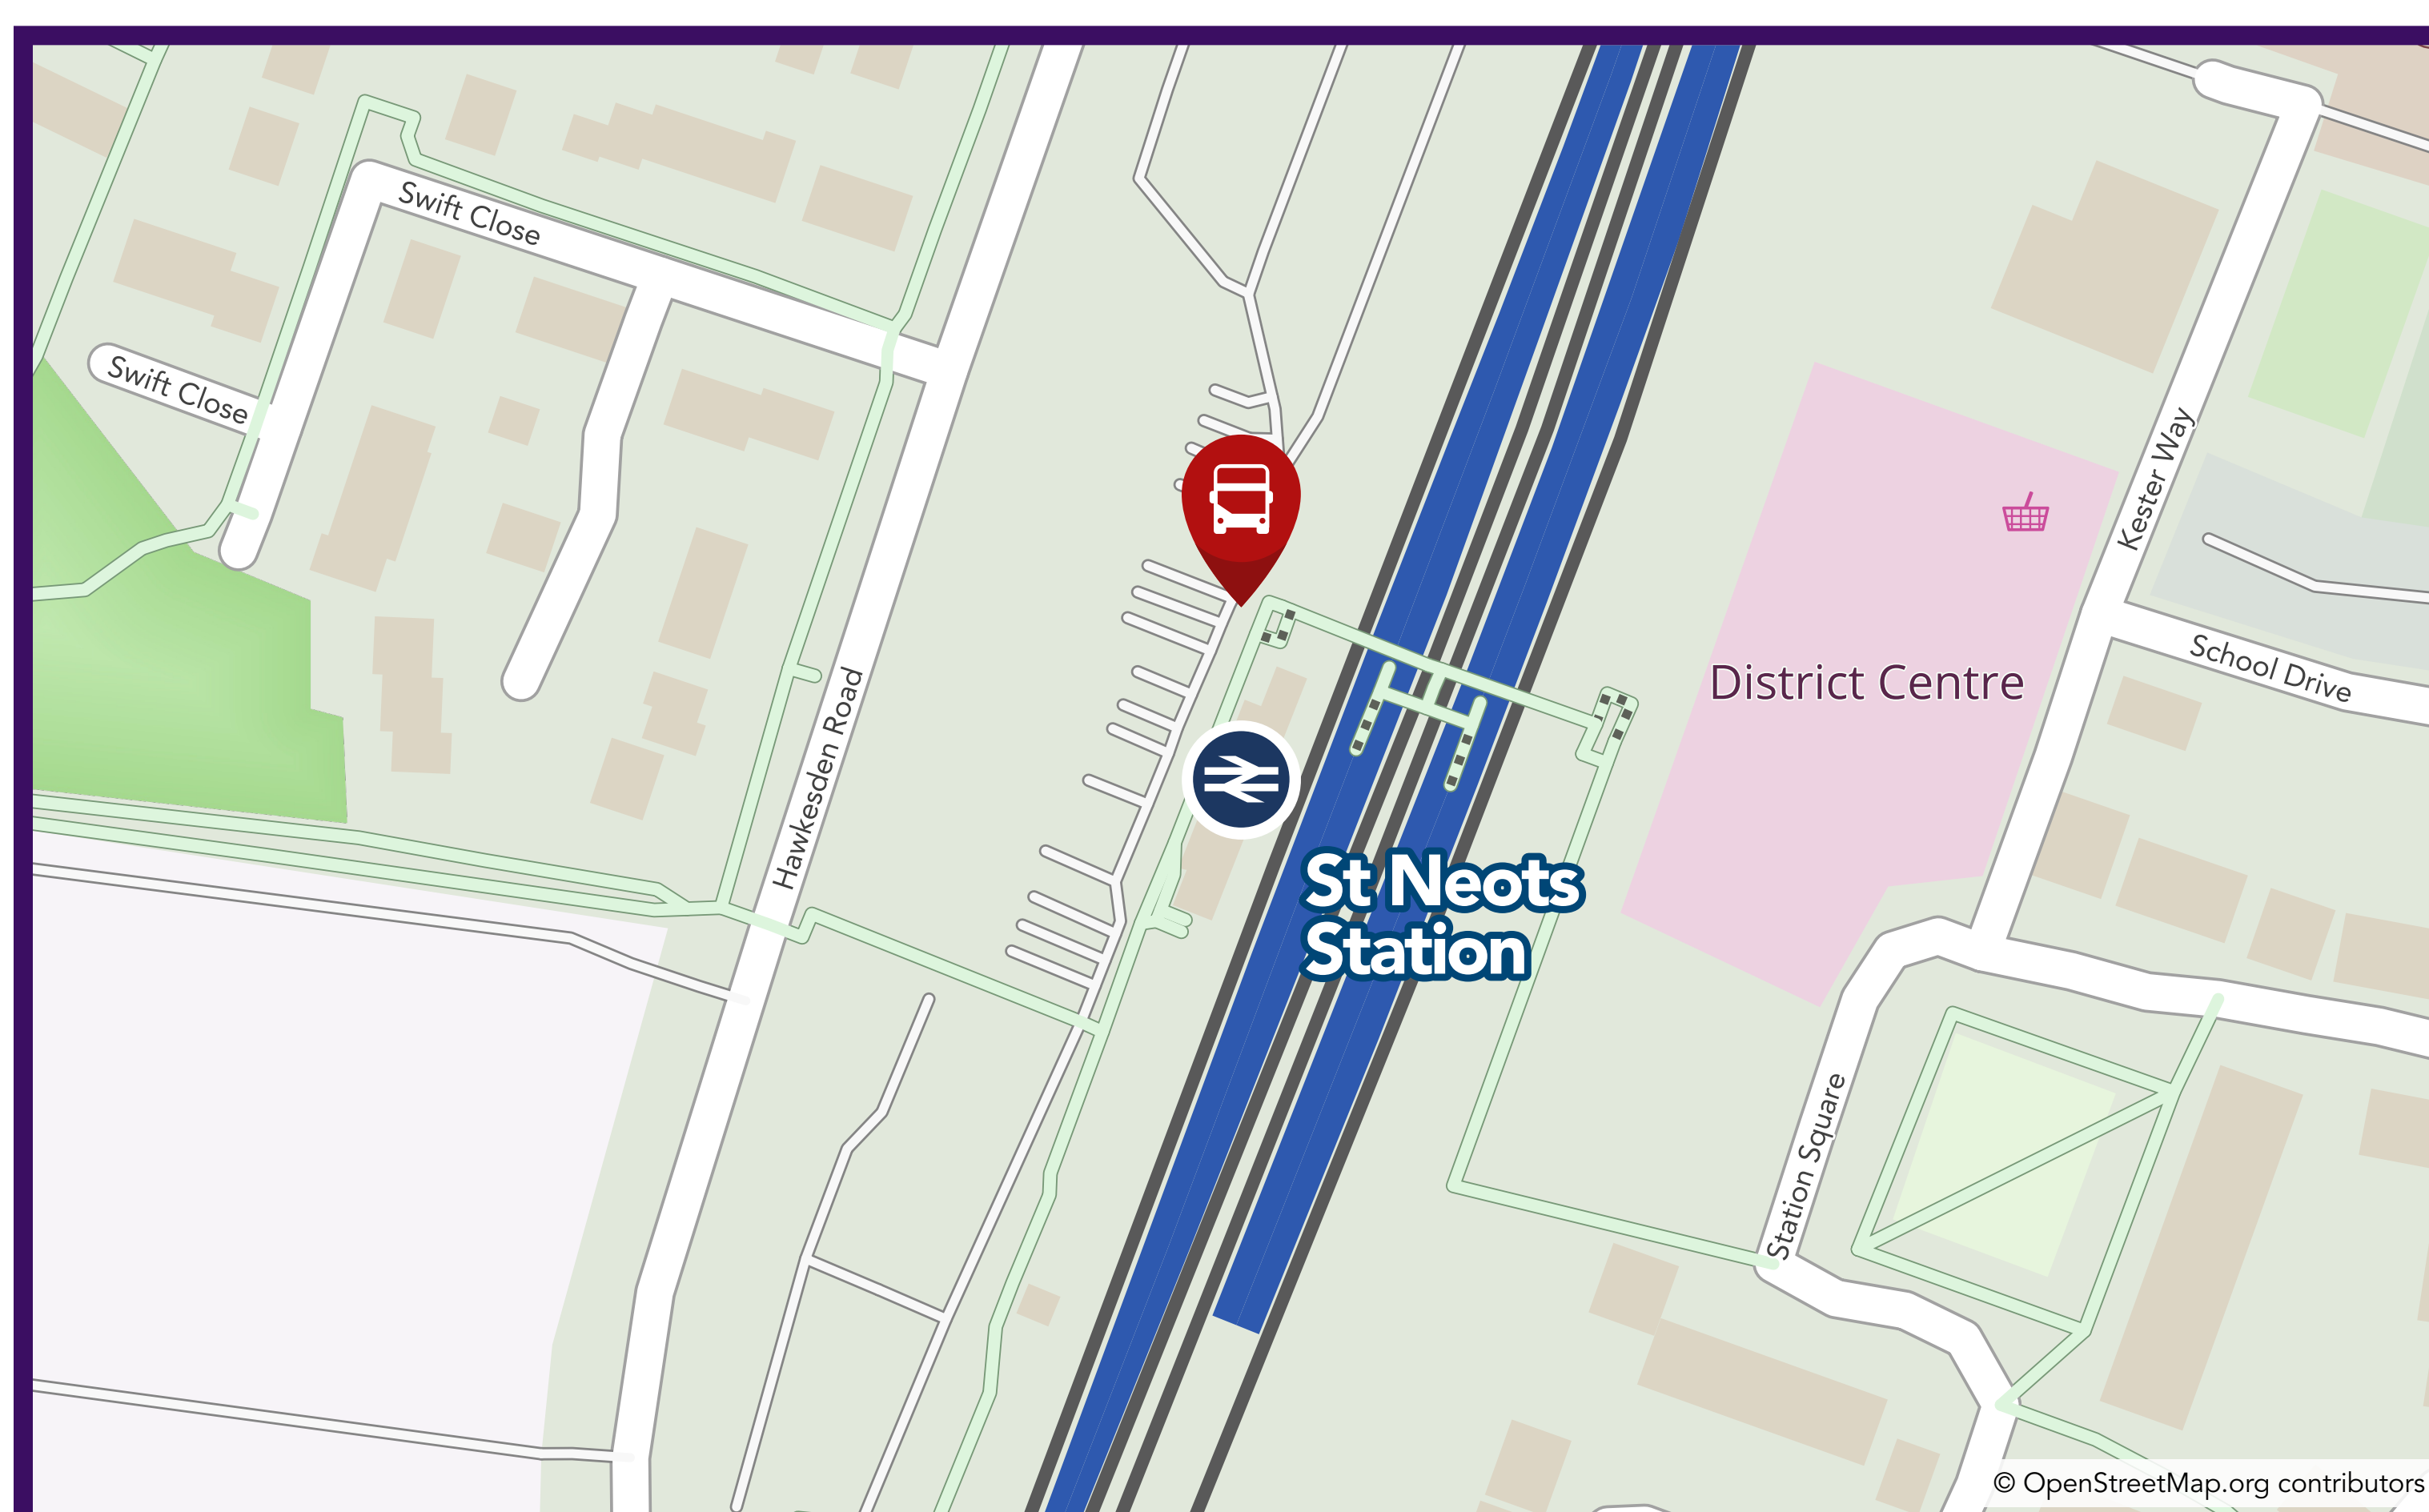 Swift Close
Swift Close
Kester Way
School Drive
District Centre
Hawkesden Road
St Neots
Station
Station Square
© OpenStreetMap.org contributors